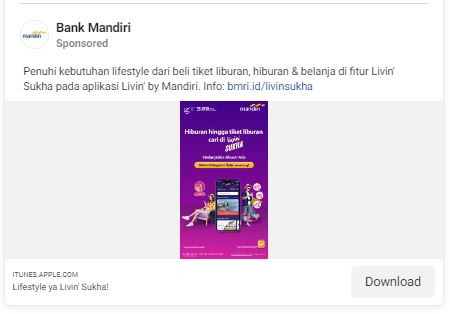 Bank Mandiri
Sponsored
mandiri
Penuhi kebutuhan lifestyle dari beli tiket liburan, hiburan & belanja di fitur Livin'
Sukha pada aplikasi Livin' by Mandiri. Info: bmri.id/livinsukha
BUMN
mandiri
Hiburan hingga tiket liburan
cari di livin'
SUKHA
ITUNES.APPLE.COM
Lifestyle ya Livin' Sukha!
Download